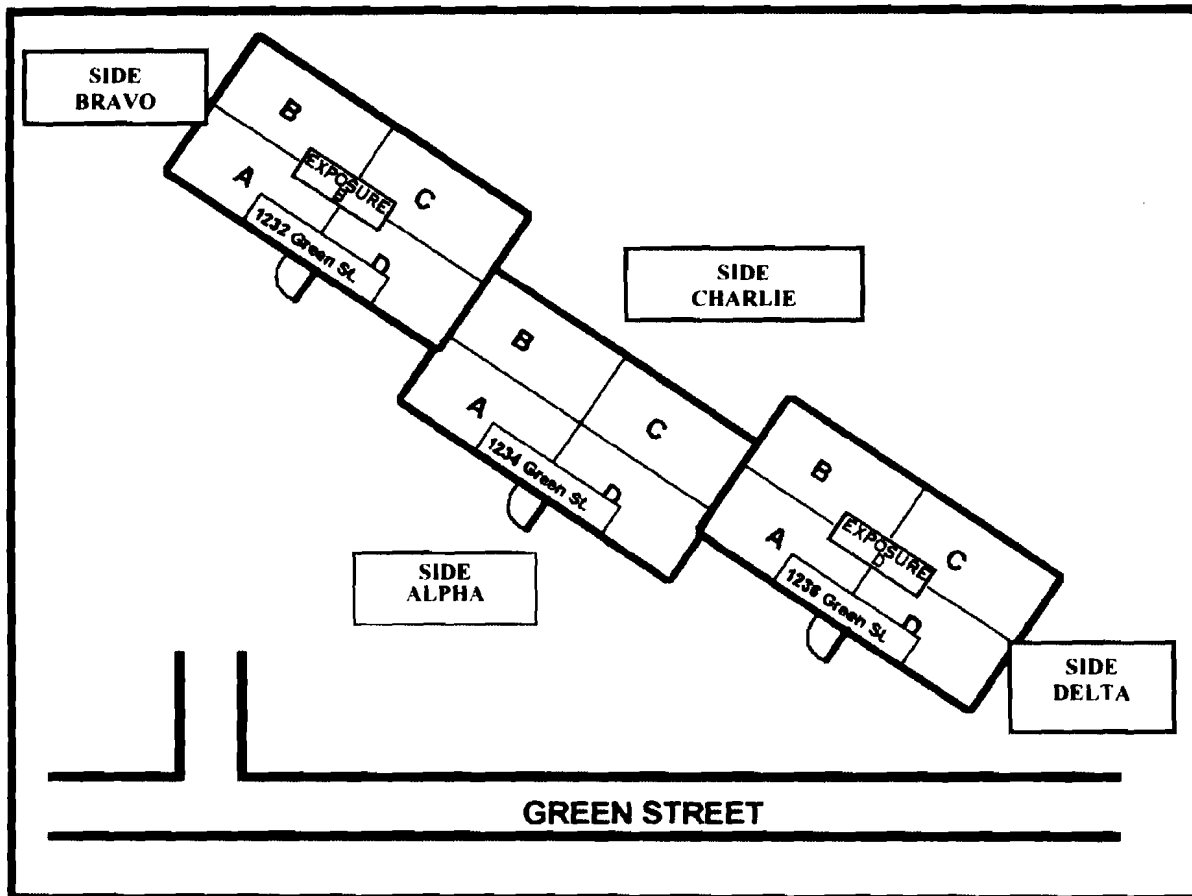 SIDE
BRAVO
B
EXPOSURE
B
A
C
1232 Green St.
D
SIDE
CHARLIE
B
A
C
1234 Green St.
D
B
EXPOSURE
D
A
C
1236 Green St.
D
SIDE
ALPHA
SIDE
DELTA
GREEN STREET